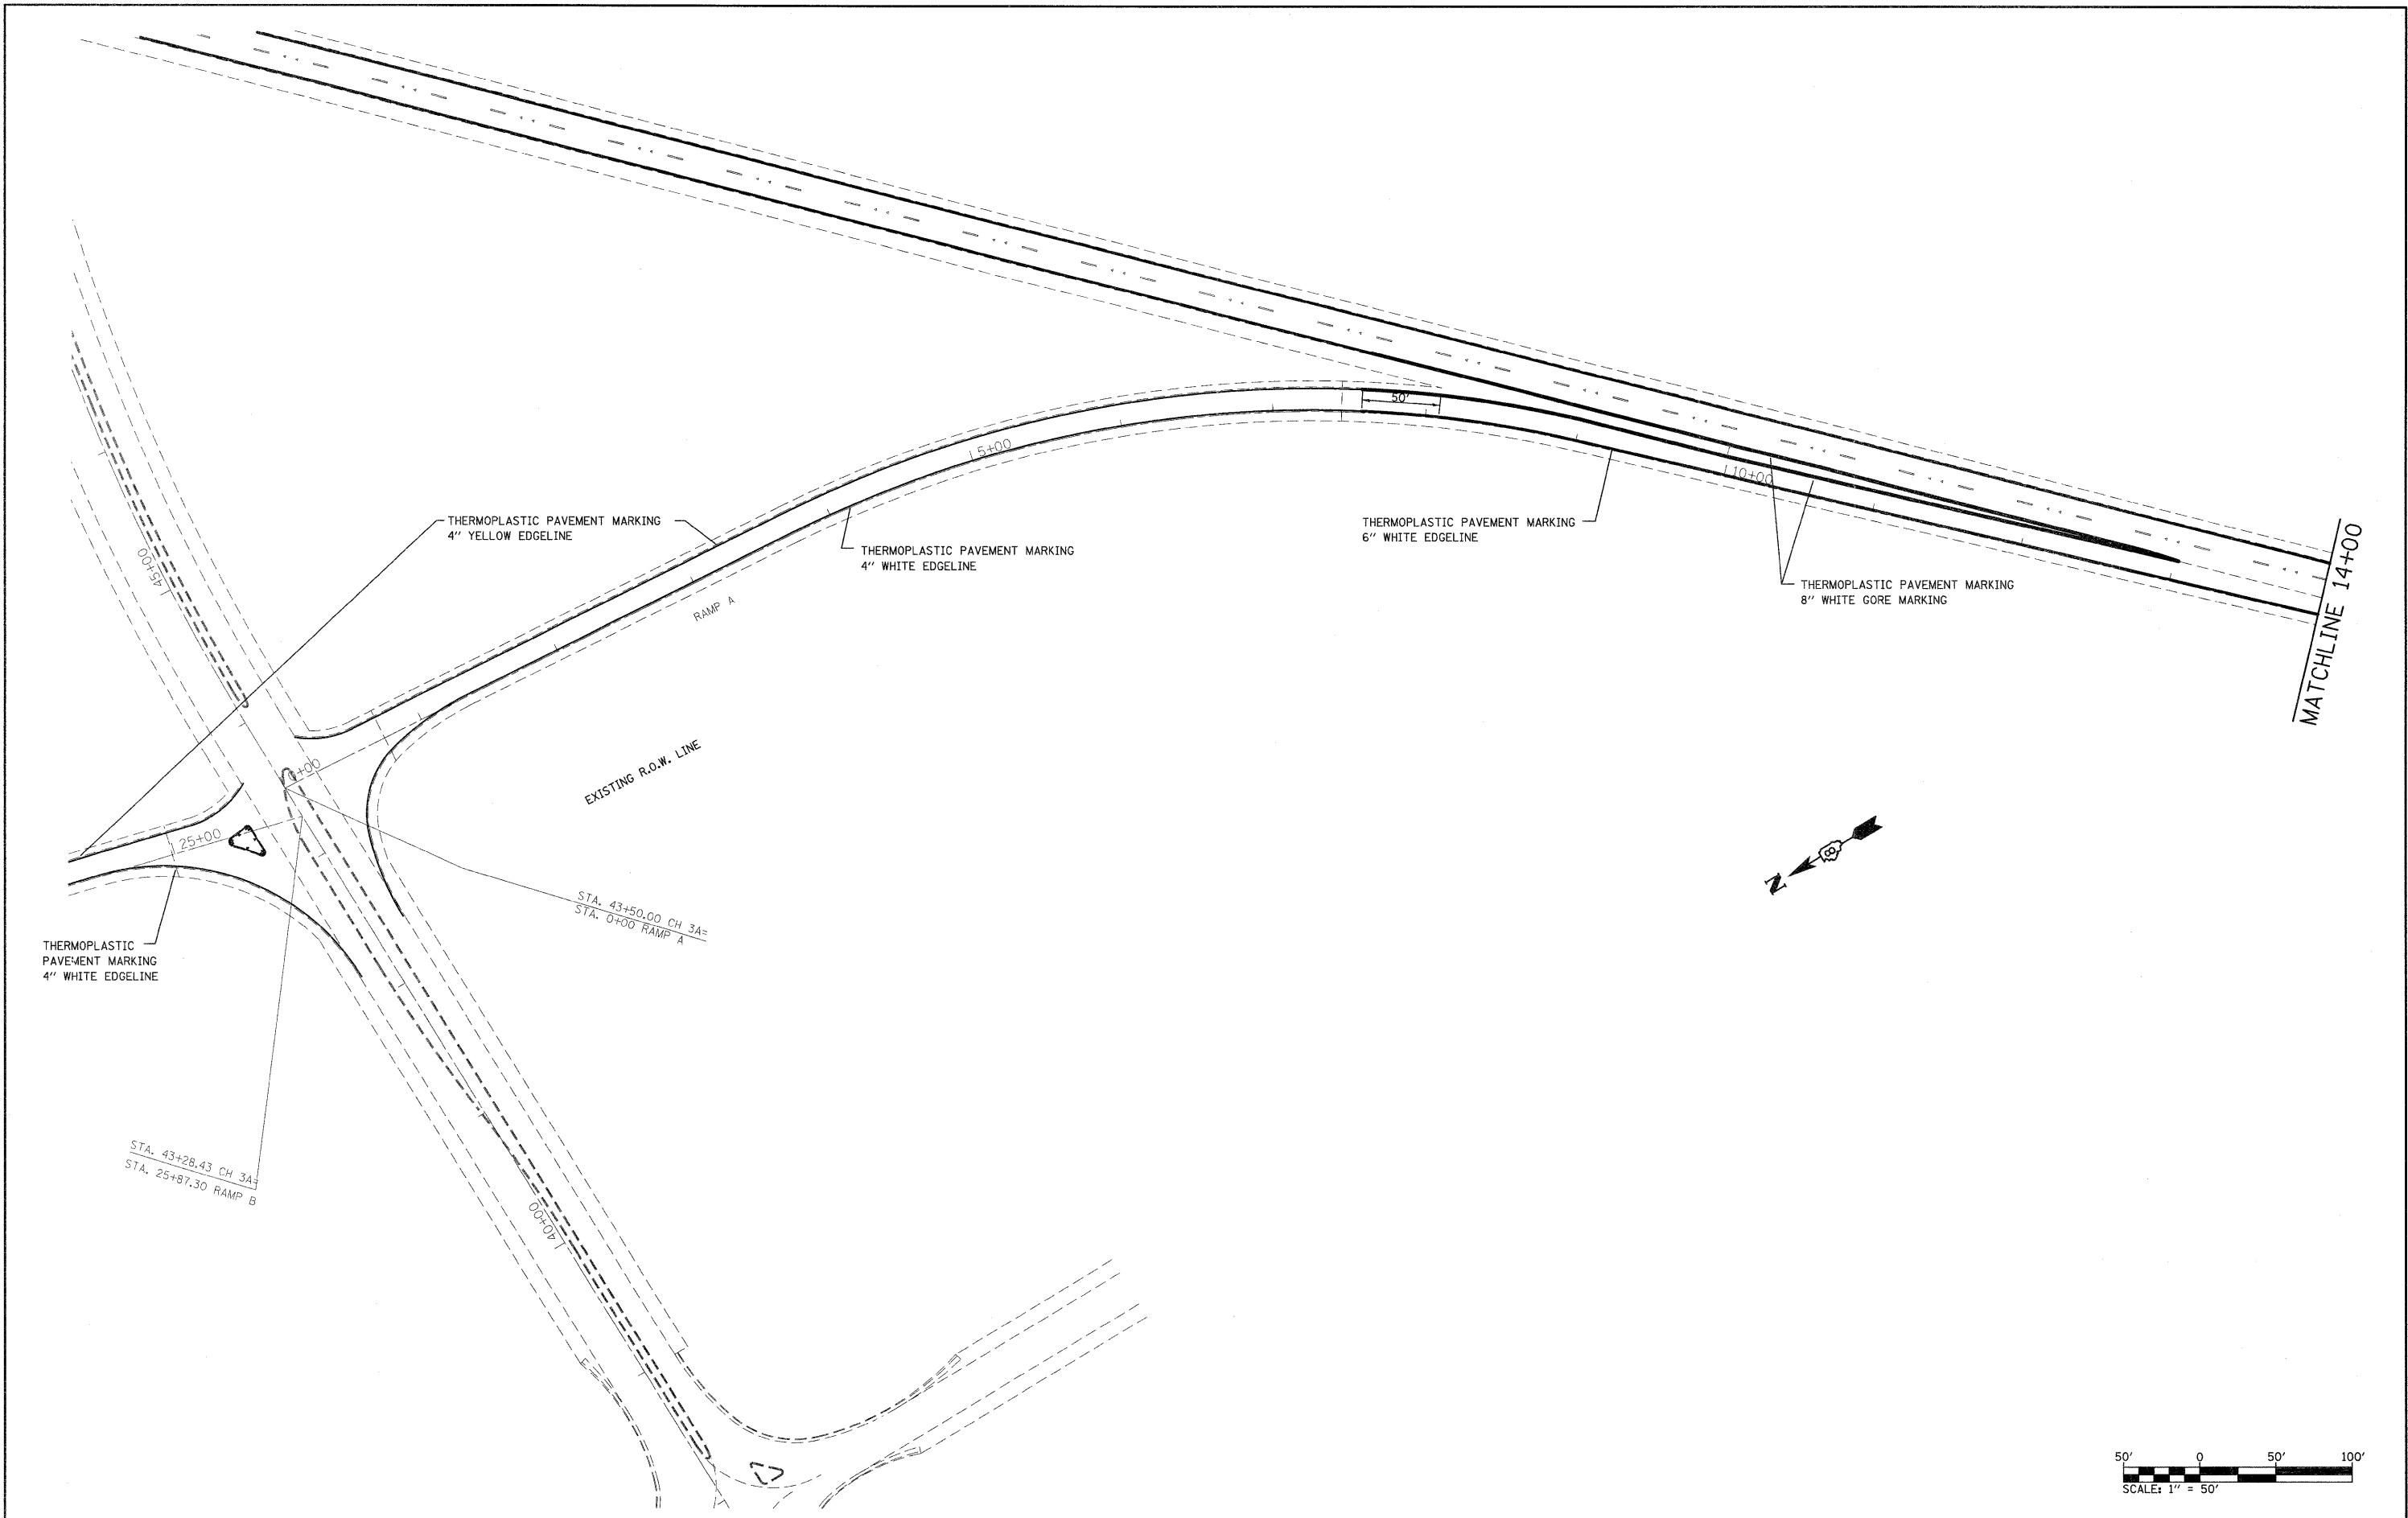 50'
5+00
10+00
THERMOPLASTIC PAVEMENT MARKING
4" YELLOW EDGELINE
THERMOPLASTIC PAVEMENT MARKING
4" WHITE EDGELINE
THERMOPLASTIC PAVEMENT MARKING
6" WHITE EDGELINE
THERMOPLASTIC PAVEMENT MARKING
8" WHITE GORE MARKING
MATCHLINE 14+00
45+00
RAMP A
EXISTING R.O.W. LINE
0+00
25+00
STA. 43+50.00 CH 3A=
STA. 0+00 RAMP A
THERMOPLASTIC
PAVEMENT MARKING
4" WHITE EDGELINE
N
STA. 43+28.43 CH 3A=
STA. 25+87.30 RAMP B
40+00
50' 0 50' 100'
SCALE: 1" = 50'